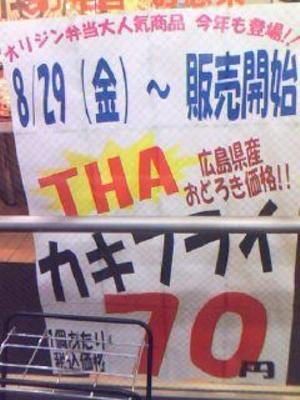 オリジン弁当大人気商品 今年も登場!!
8/29(金)~販売開始
THA
広島県産
おどろき価格!!
カキフライ
1個あたり
税込価格
70円